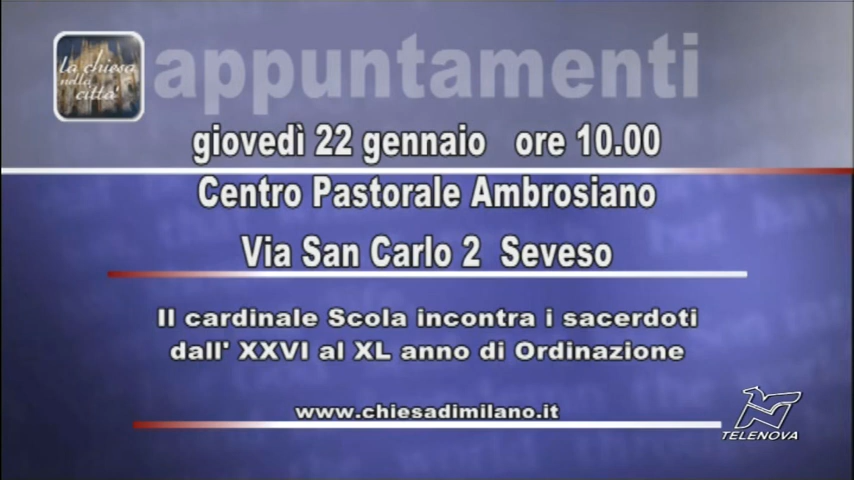 la chiesa
nella
città
appuntamenti
giovedì 22 gennaio ore 10.00
Centro Pastorale Ambrosiano
Via San Carlo 2 Seveso
Il cardinale Scola incontra i sacerdoti
dall' XXVI al XL anno di Ordinazione
www.chiesadimilano.it
TELENOVA